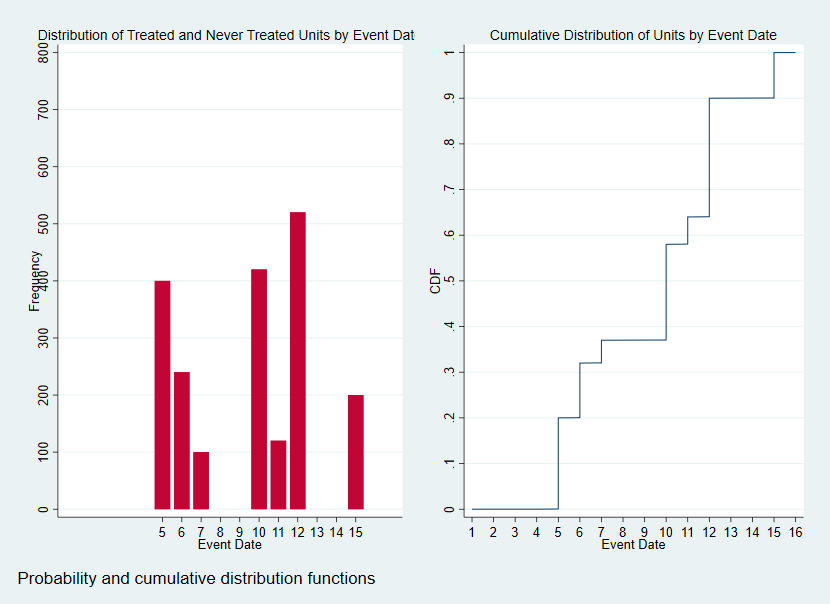 Distribution of Treated and Never Treated Units by Event Dat
800
700
600
500
400
300
200
100
0
Frequency
5 6 7 8 9 10 11 12 13 14 15
Event Date
Cumulative Distribution of Units by Event Date
1
.9
.8
.7
.6
.5
.4
.3
.2
.1
0
CDF
1 2 3 4 5 6 7 8 9 10 11 12 13 14 15 16
Event Date
Probability and cumulative distribution functions